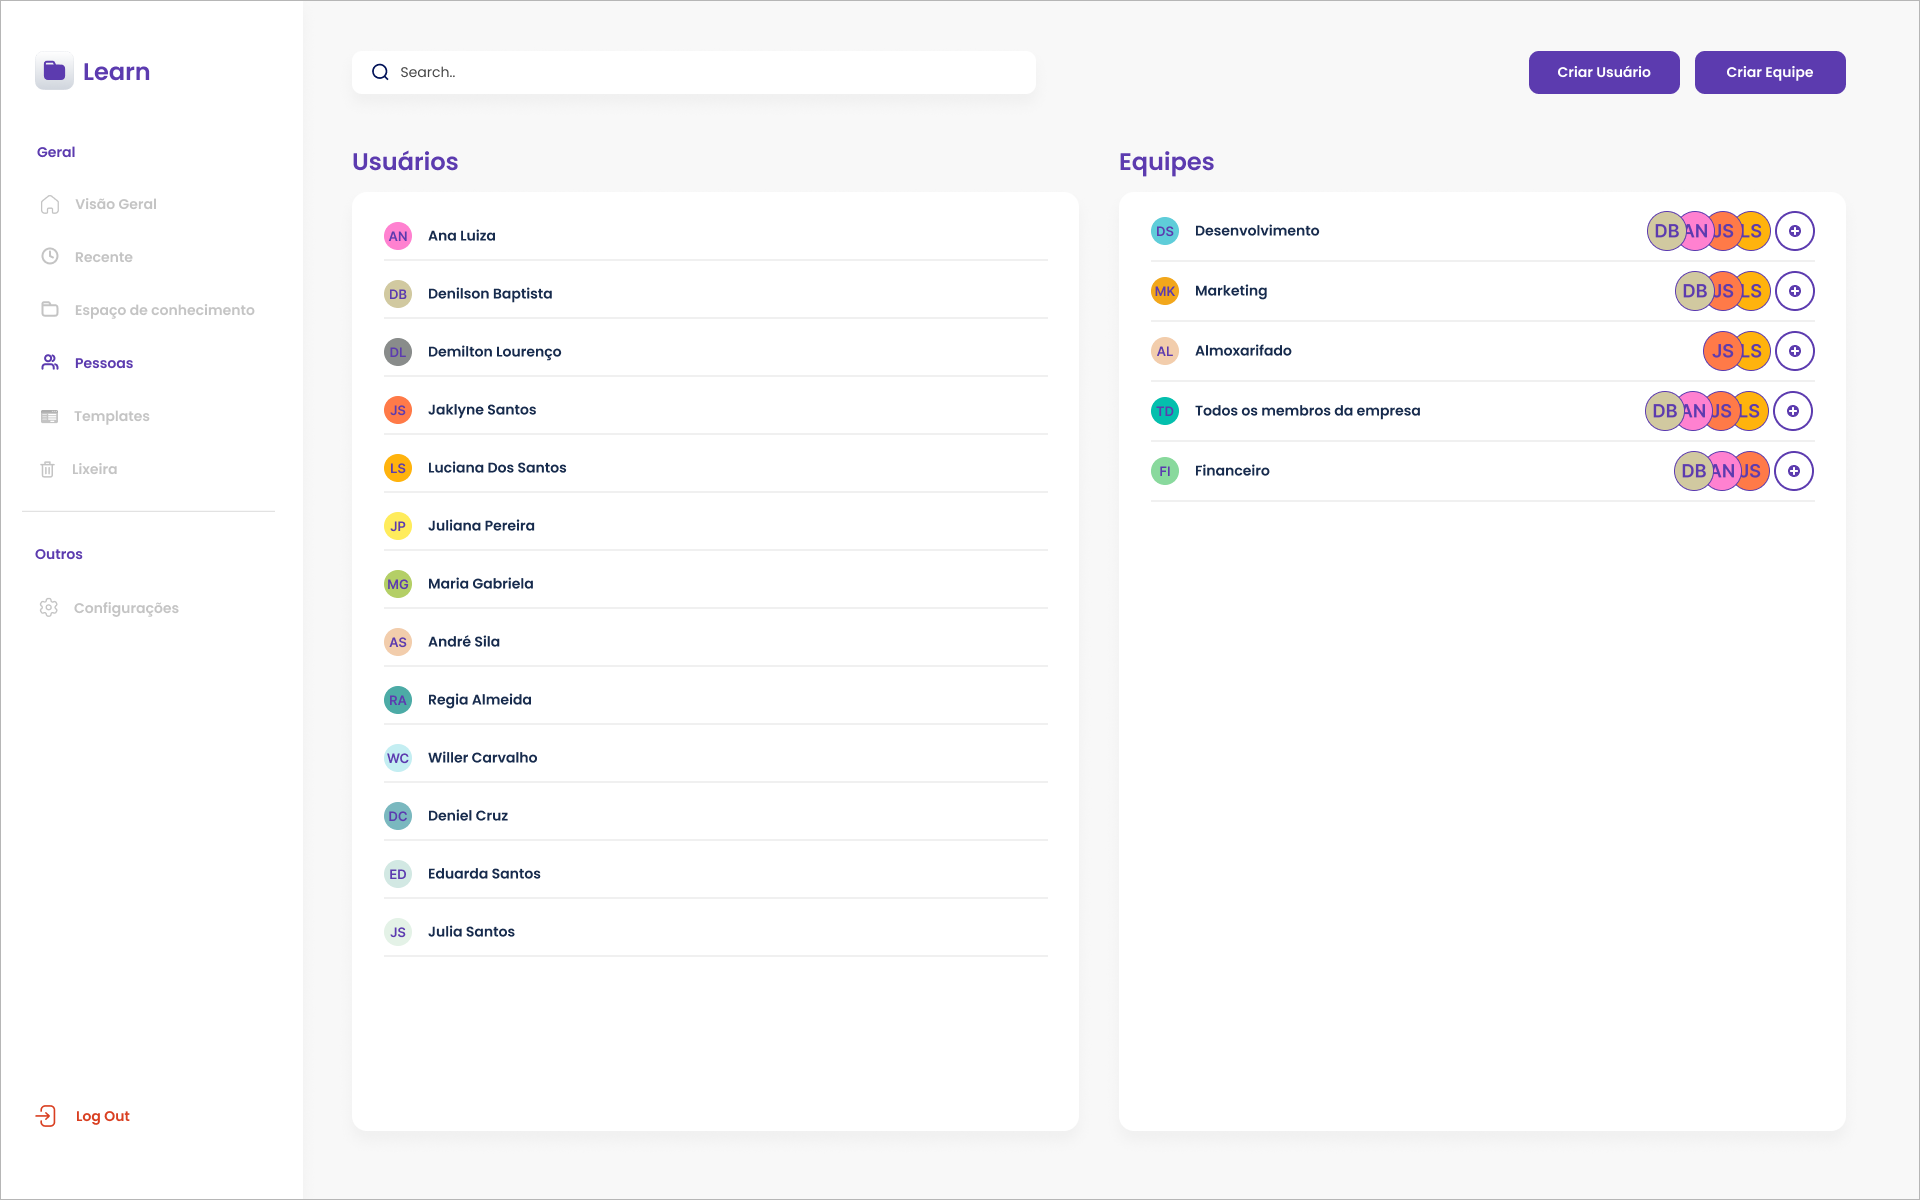 Learn
Geral
Visão Geral
Recente
Espaço de conhecimento
Pessoas
Templates
Lixeira
Outros
Configurações
Log Out
Search..
Criar Usuário
Criar Equipe
Usuários
AN Ana Luiza
DB Denilson Baptista
DL Demilton Lourenço
JS Jaklyne Santos
LS Luciana Dos Santos
JP Juliana Pereira
MG Maria Gabriela
AS André Sila
RA Regia Almeida
WC Willer Carvalho
DC Deniel Cruz
ED Eduarda Santos
JS Julia Santos
Equipes
DS Desenvolvimento DB AN JS LS
MK Marketing DB JS LS
AL Almoxarifado JS LS
TD Todos os membros da empresa DB AN JS LS
FI Financeiro DB AN JS